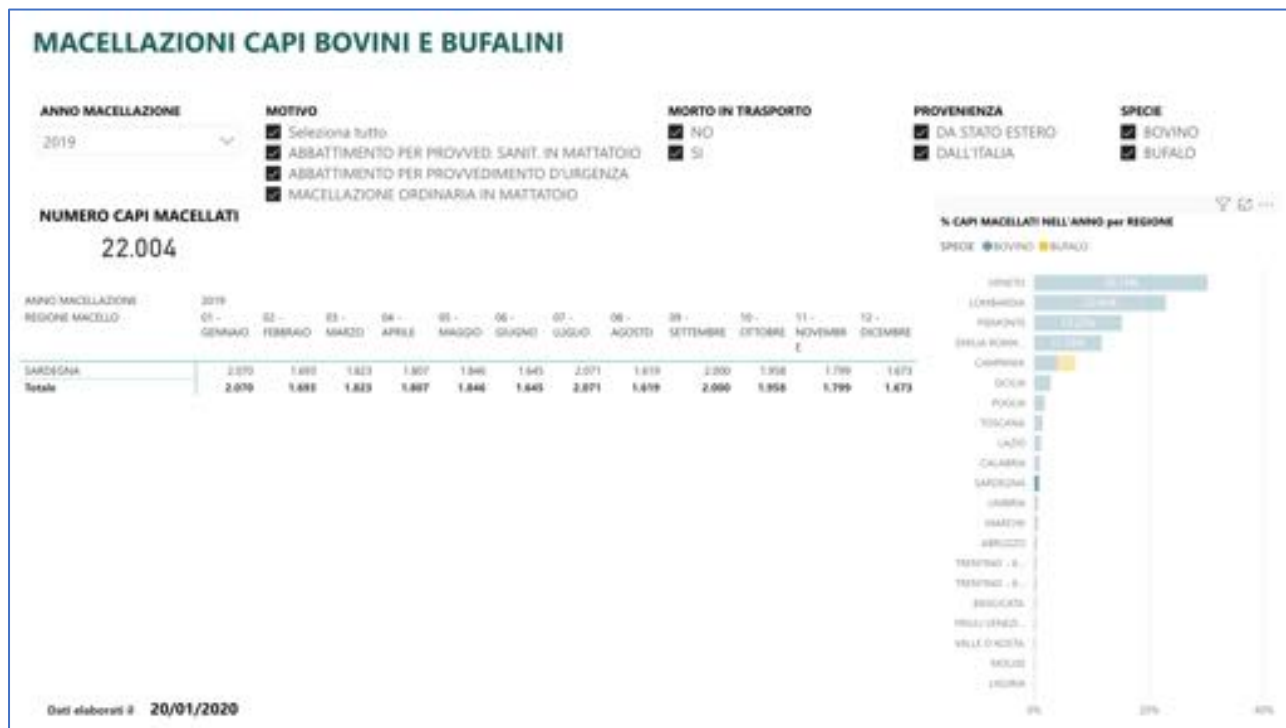 MACELLAZIONI CAPI BOVINI E BUFALINI
ANNO MACELLAZIONE
2019
MOTIVO
Seleziona tutto
ABBATTIMENTO PER PROVVED. SANIT. IN MATTATOIO
ABBATTIMENTO PER PROVVEDIMENTO D'URGENZA
MACELLAZIONE ORDINARIA IN MATTATOIO
MORTO IN TRASPORTO
NO
SI
PROVENIENZA
DA STATO ESTERO
DALL'ITALIA
SPECIE
BOVINO
BUFALO
NUMERO CAPI MACELLATI
22.004
ANNO MACELLAZIONE 2019
REGIONE MACELLO 01 - GENNAIO 02 - FEBBRAIO 03 - MARZO 04 - APRILE 05 - MAGGIO 06 - GIUGNO 07 - LUGLIO 08 - AGOSTO 09 - SETTEMBRE 10 - OTTOBRE 11 - NOVEMBRE 12 - DICEMBRE
SARDEGNA 2.070 1.693 1.823 1.807 1.846 1.645 2.071 1.619 2.000 1.958 1.799 1.673
Totale 2.070 1.693 1.823 1.807 1.846 1.645 2.071 1.619 2.000 1.958 1.799 1.673
% CAPI MACELLATI NELL'ANNO per REGIONE
SPECIE BOVINO BUFALO
VENETO
LOMBARDIA
PIEMONTE
EMILIA ROMA...
CAMPANIA
SICILIA
PUGLIA
TOSCANA
LAZIO
CALABRIA
SARDEGNA
UMBRIA
MARCHE
ABRUZZO
TRENTINO - A...
TRENTINO - A...
BASILICATA
FRIULI VENEZI...
VALLE D'AOSTA
MOLISE
LIGURIA
0% 20% 40%
Dati elaborati il 20/01/2020